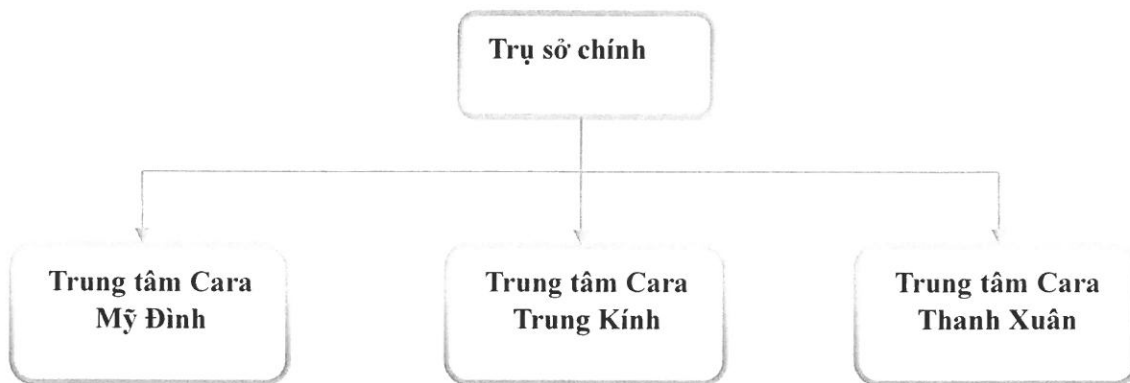 Trụ sở chính
Trung tâm Cara
Mỹ Đình
Trung tâm Cara
Trung Kính
Trung tâm Cara
Thanh Xuân